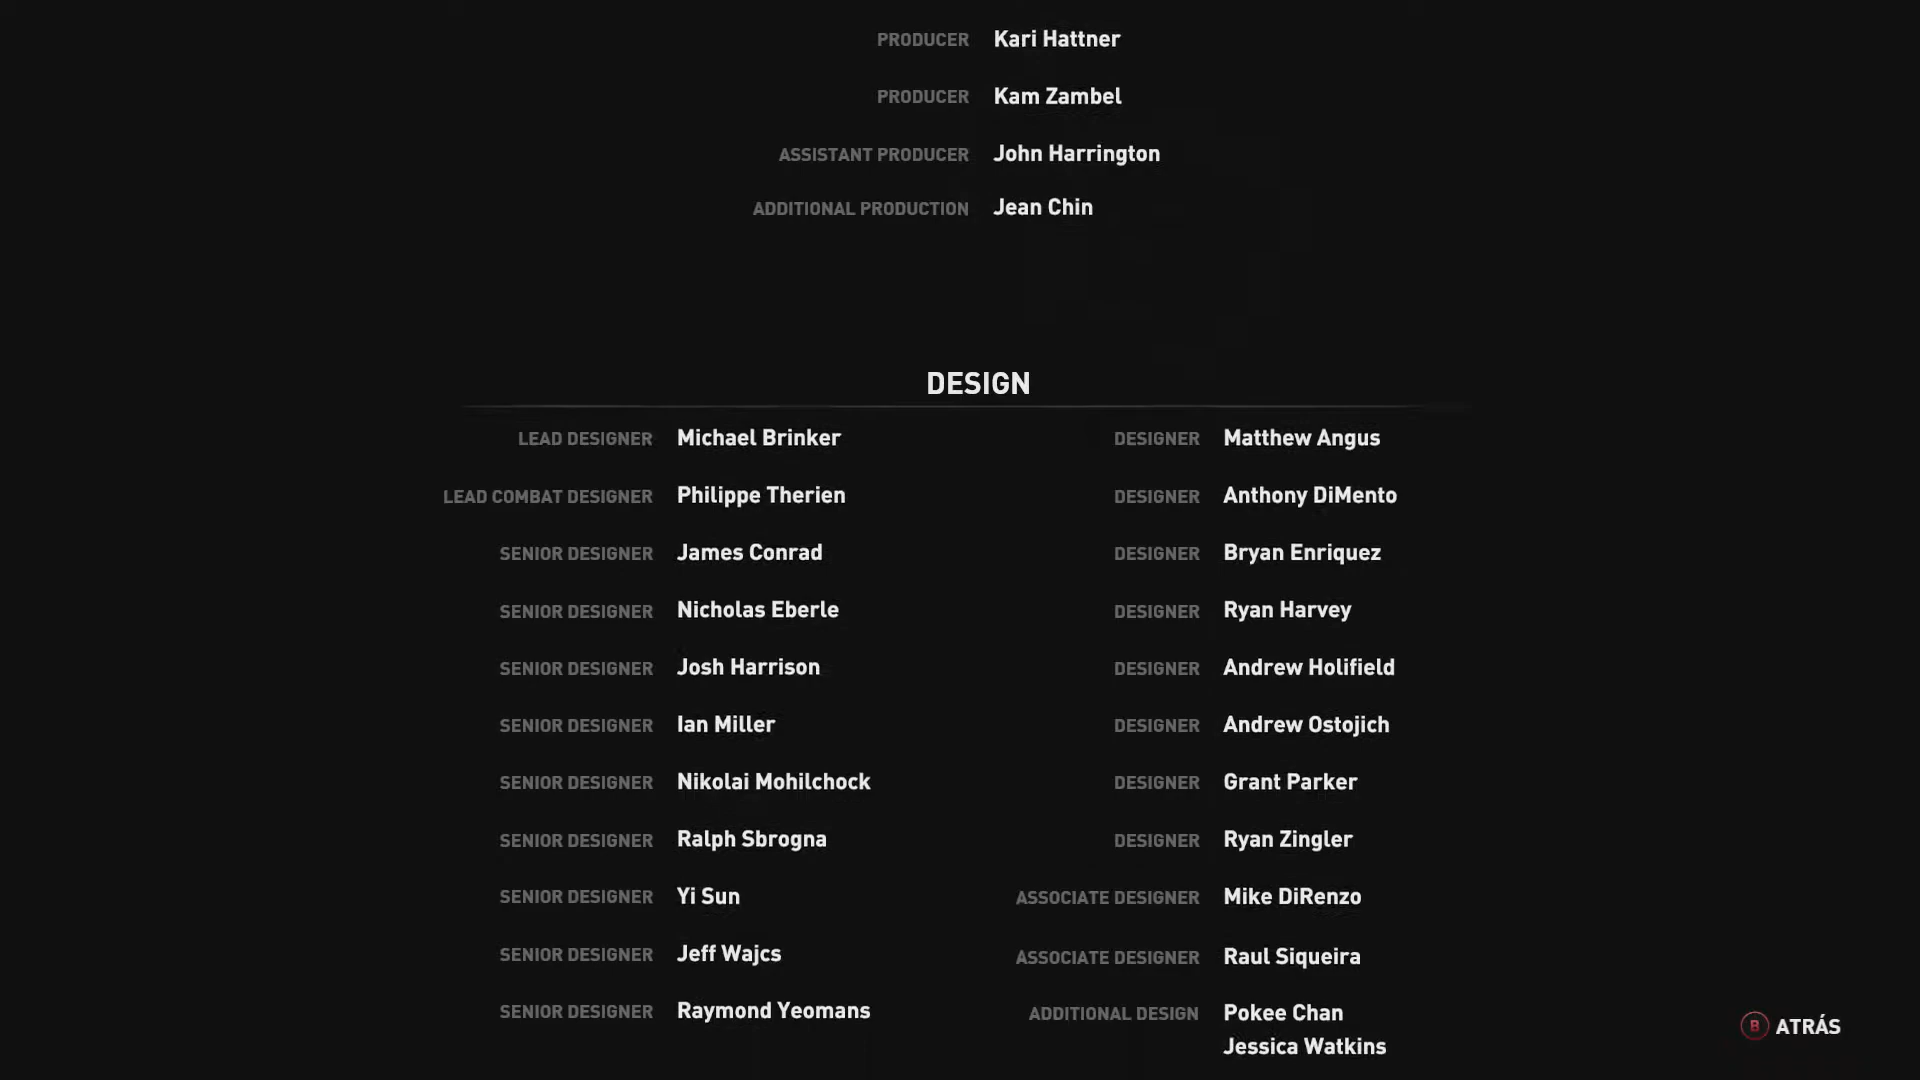 PRODUCER Kari Hattner
PRODUCER Kam Zambel
ASSISTANT PRODUCER John Harrington
ADDITIONAL PRODUCTION Jean Chin
DESIGN
LEAD DESIGNER Michael Brinker
LEAD COMBAT DESIGNER Philippe Therien
SENIOR DESIGNER James Conrad
SENIOR DESIGNER Nicholas Eberle
SENIOR DESIGNER Josh Harrison
SENIOR DESIGNER Ian Miller
SENIOR DESIGNER Nikolai Mohilchock
SENIOR DESIGNER Ralph Sbrogna
SENIOR DESIGNER Yi Sun
SENIOR DESIGNER Jeff Wajcs
SENIOR DESIGNER Raymond Yeomans
DESIGNER Matthew Angus
DESIGNER Anthony DiMento
DESIGNER Bryan Enriquez
DESIGNER Ryan Harvey
DESIGNER Andrew Holifield
DESIGNER Andrew Ostojich
DESIGNER Grant Parker
DESIGNER Ryan Zingler
ASSOCIATE DESIGNER Mike DiRenzo
ASSOCIATE DESIGNER Raul Siqueira
ADDITIONAL DESIGN Pokee Chan
Jessica Watkins
B ATRÁS